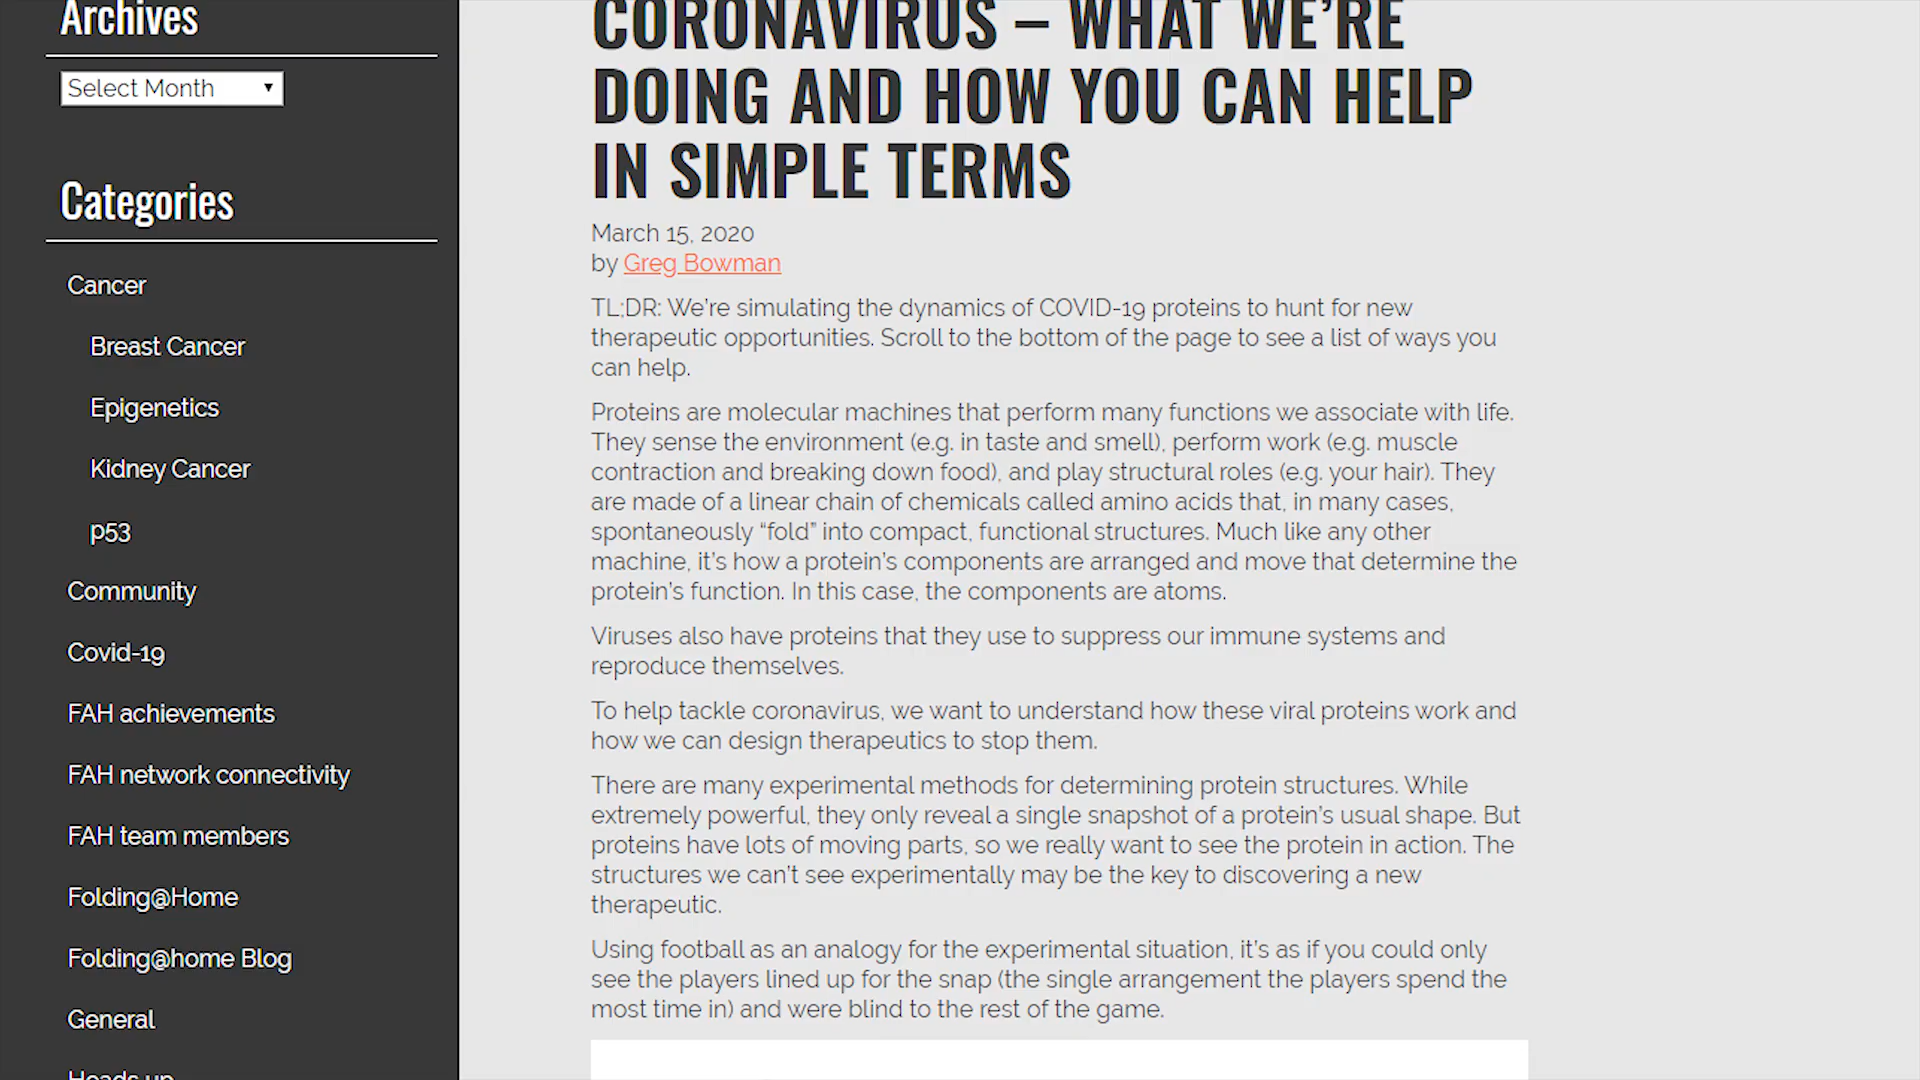 Archives
Select Month
Categories
Cancer
Breast Cancer
Epigenetics
Kidney Cancer
p53
Community
Covid-19
FAH achievements
FAH network connectivity
FAH team members
Folding@Home
Folding@home Blog
General
Heads up
CORONAVIRUS – WHAT WE'RE
DOING AND HOW YOU CAN HELP
IN SIMPLE TERMS
March 15, 2020
by Greg Bowman
TL;DR: We're simulating the dynamics of COVID-19 proteins to hunt for new
therapeutic opportunities. Scroll to the bottom of the page to see a list of ways you
can help.
Proteins are molecular machines that perform many functions we associate with life.
They sense the environment (e.g. in taste and smell), perform work (e.g. muscle
contraction and breaking down food), and play structural roles (e.g. your hair). They
are made of a linear chain of chemicals called amino acids that, in many cases,
spontaneously “fold” into compact, functional structures. Much like any other
machine, it's how a protein's components are arranged and move that determine the
protein's function. In this case, the components are atoms.
Viruses also have proteins that they use to suppress our immune systems and
reproduce themselves.
To help tackle coronavirus, we want to understand how these viral proteins work and
how we can design therapeutics to stop them.
There are many experimental methods for determining protein structures. While
extremely powerful, they only reveal a single snapshot of a protein's usual shape. But
proteins have lots of moving parts, so we really want to see the protein in action. The
structures we can't see experimentally may be the key to discovering a new
therapeutic.
Using football as an analogy for the experimental situation, it's as if you could only
see the players lined up for the snap (the single arrangement the players spend the
most time in) and were blind to the rest of the game.